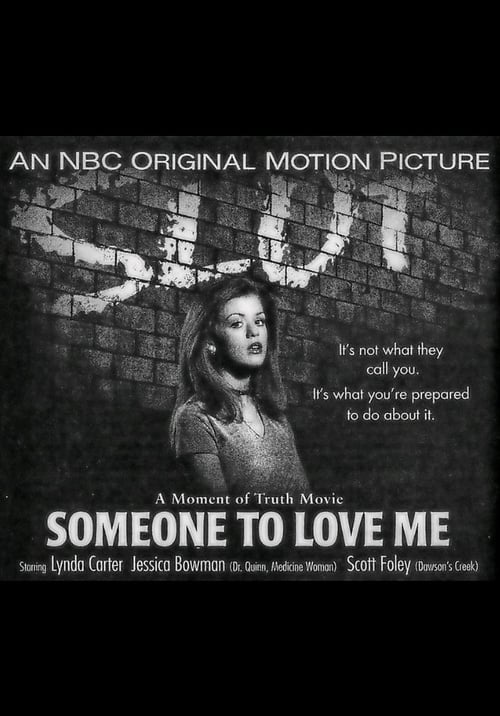 AN NBC ORIGINAL MOTION PICTURE
SLUT
It's not what they
call you.
It's what you're prepared
to do about it.
A Moment of Truth Movie
SOMEONE TO LOVE ME
Starring Lynda Carter Jessica Bowman (Dr. Quinn, Medicine Woman) Scott Foley (Dawson's Creek)